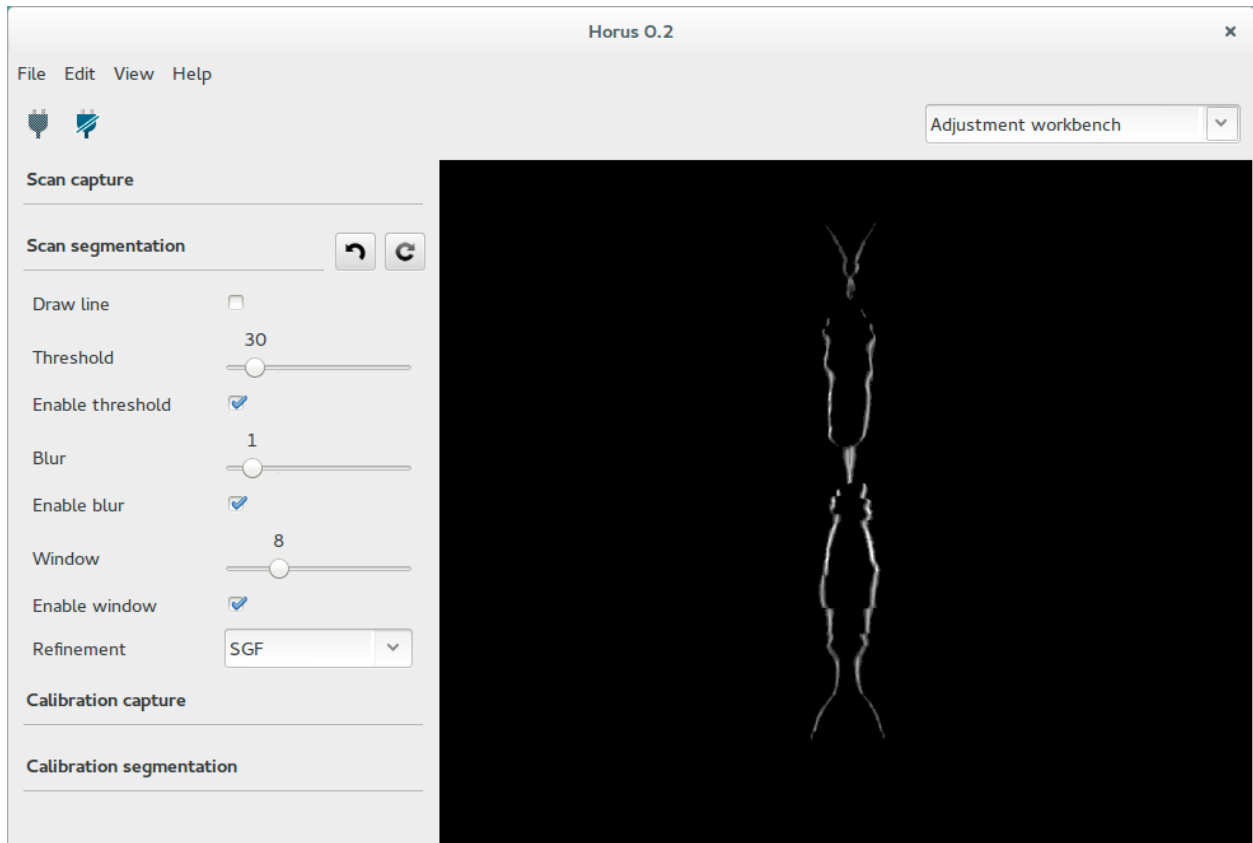 Horus 0.2
File Edit View Help
Adjustment workbench
Scan capture
Scan segmentation
Draw line
30
Threshold
Enable threshold
1
Blur
Enable blur
8
Window
Enable window
Refinement SGF
Calibration capture
Calibration segmentation